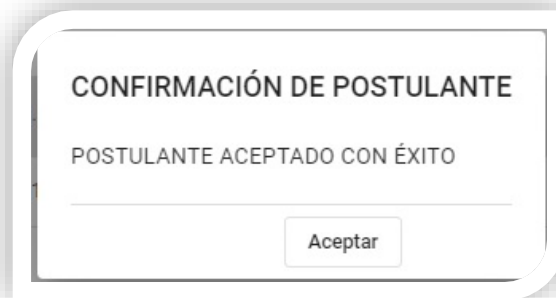 CONFIRMACIÓN DE POSTULANTE
POSTULANTE ACEPTADO CON ÉXITO
Aceptar